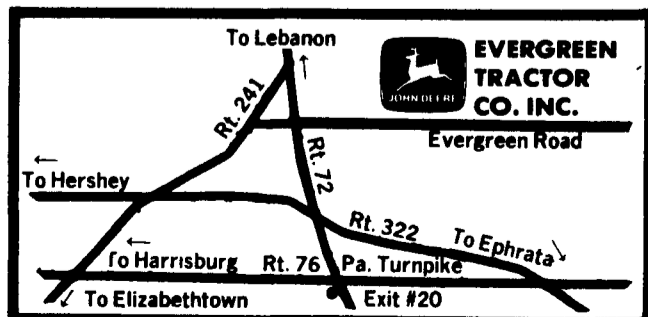 To Lebanon
EVERGREEN
TRACTOR
CO. INC.
JOHN DEERE
Rt. 241
Evergreen Road
Rt. 72
To Hershey
Rt. 322
To Ephrata
To Harrisburg
Rt. 76
Pa. Turnpike
To Elizabethtown
Exit #20